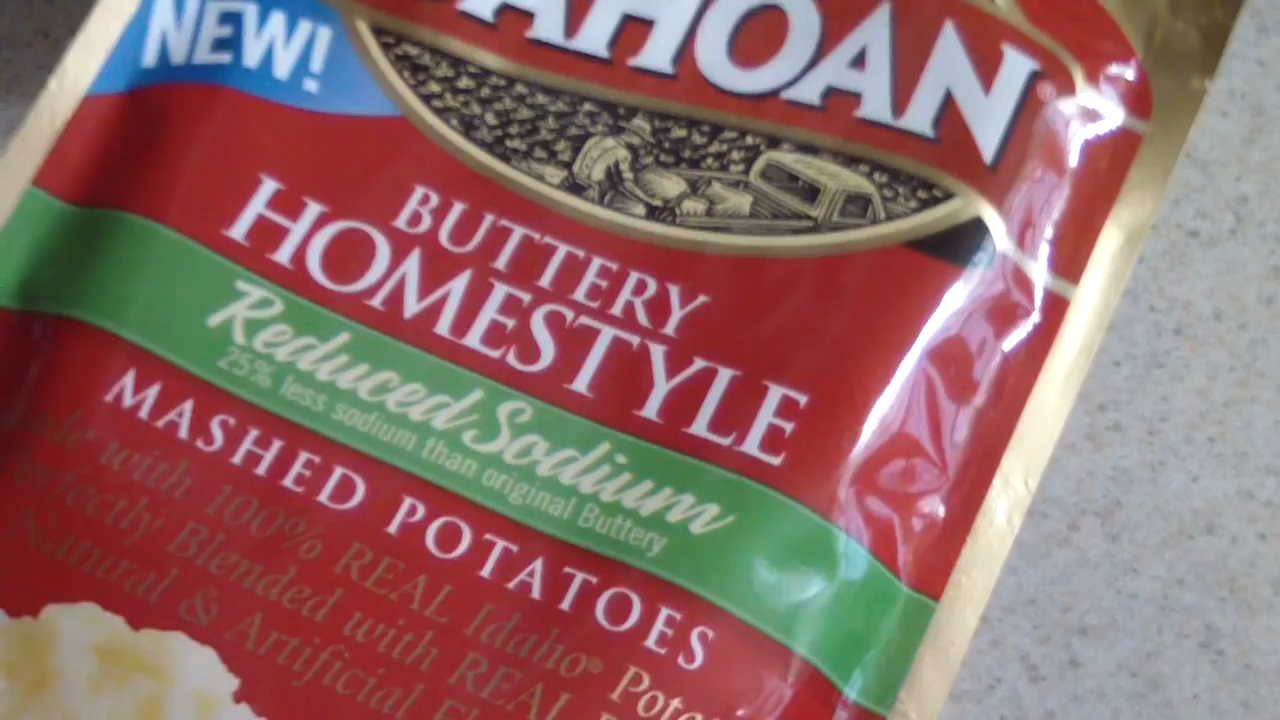 NEW!
AHOAN
BUTTERY
HOMESTYLE
Reduced Sodium
25% less sodium than original Buttery
MASHED POTATOES
with 100% REAL Idaho®
Blended with REAL
Natural & Artificial